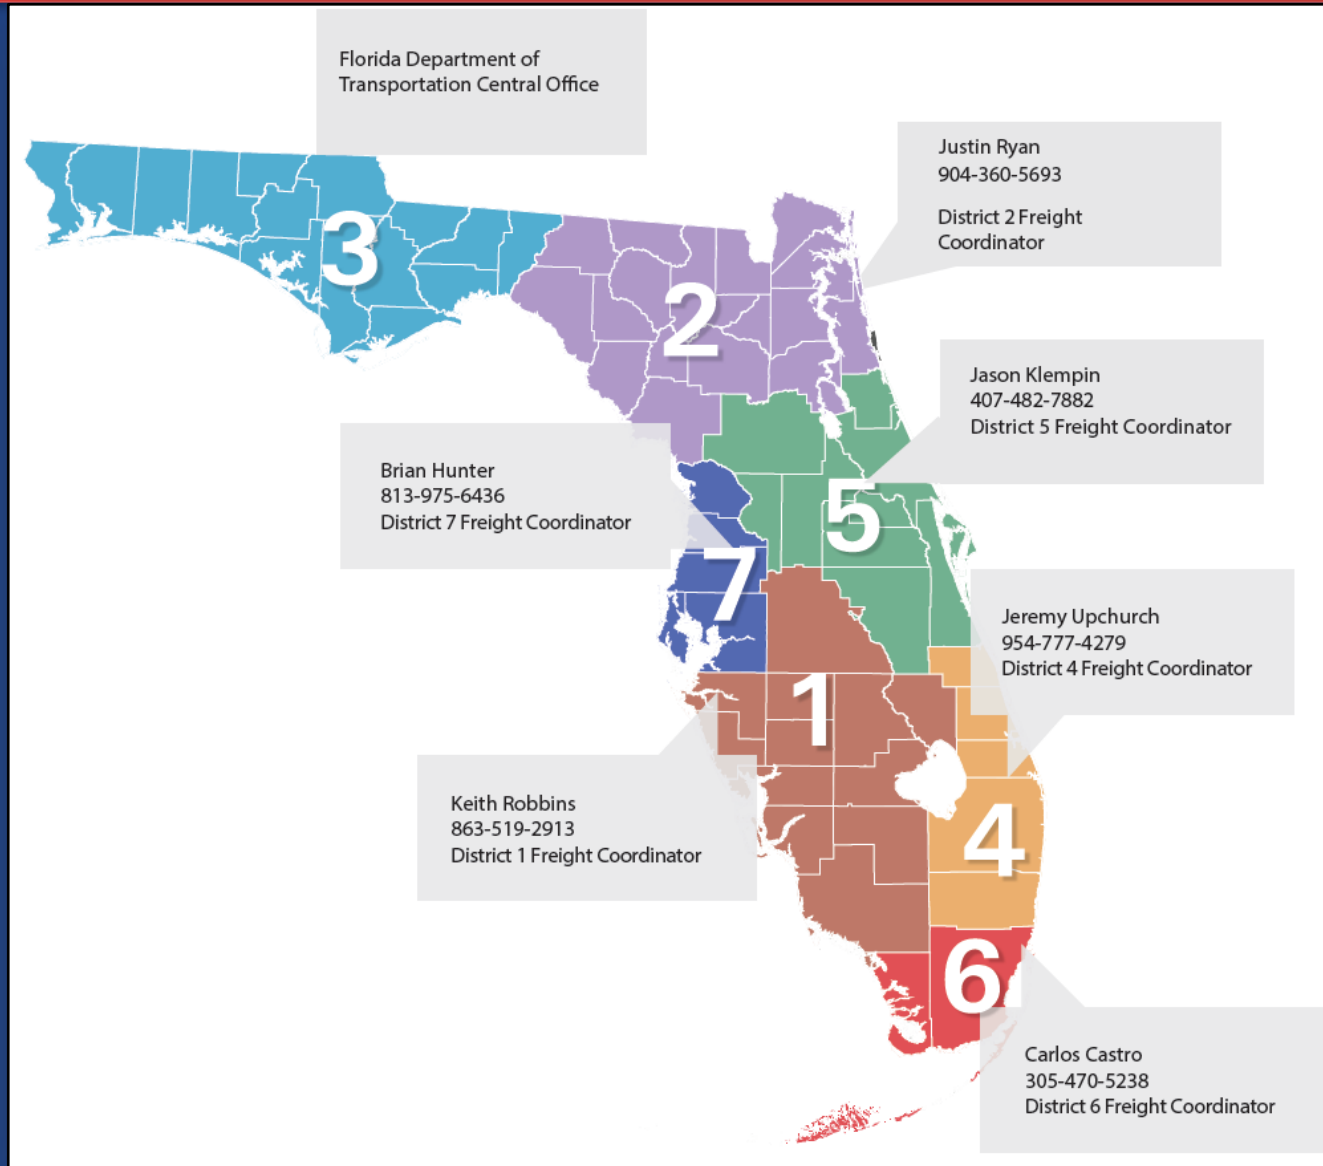 Florida Department of
Transportation Central Office
Justin Ryan
904-360-5693
District 2 Freight
Coordinator
3
2
Jason Klempin
407-482-7882
District 5 Freight Coordinator
Brian Hunter
813-975-6436
District 7 Freight Coordinator
5
7
Jeremy Upchurch
954-777-4279
District 4 Freight Coordinator
1
Keith Robbins
863-519-2913
District 1 Freight Coordinator
4
6
Carlos Castro
305-470-5238
District 6 Freight Coordinator